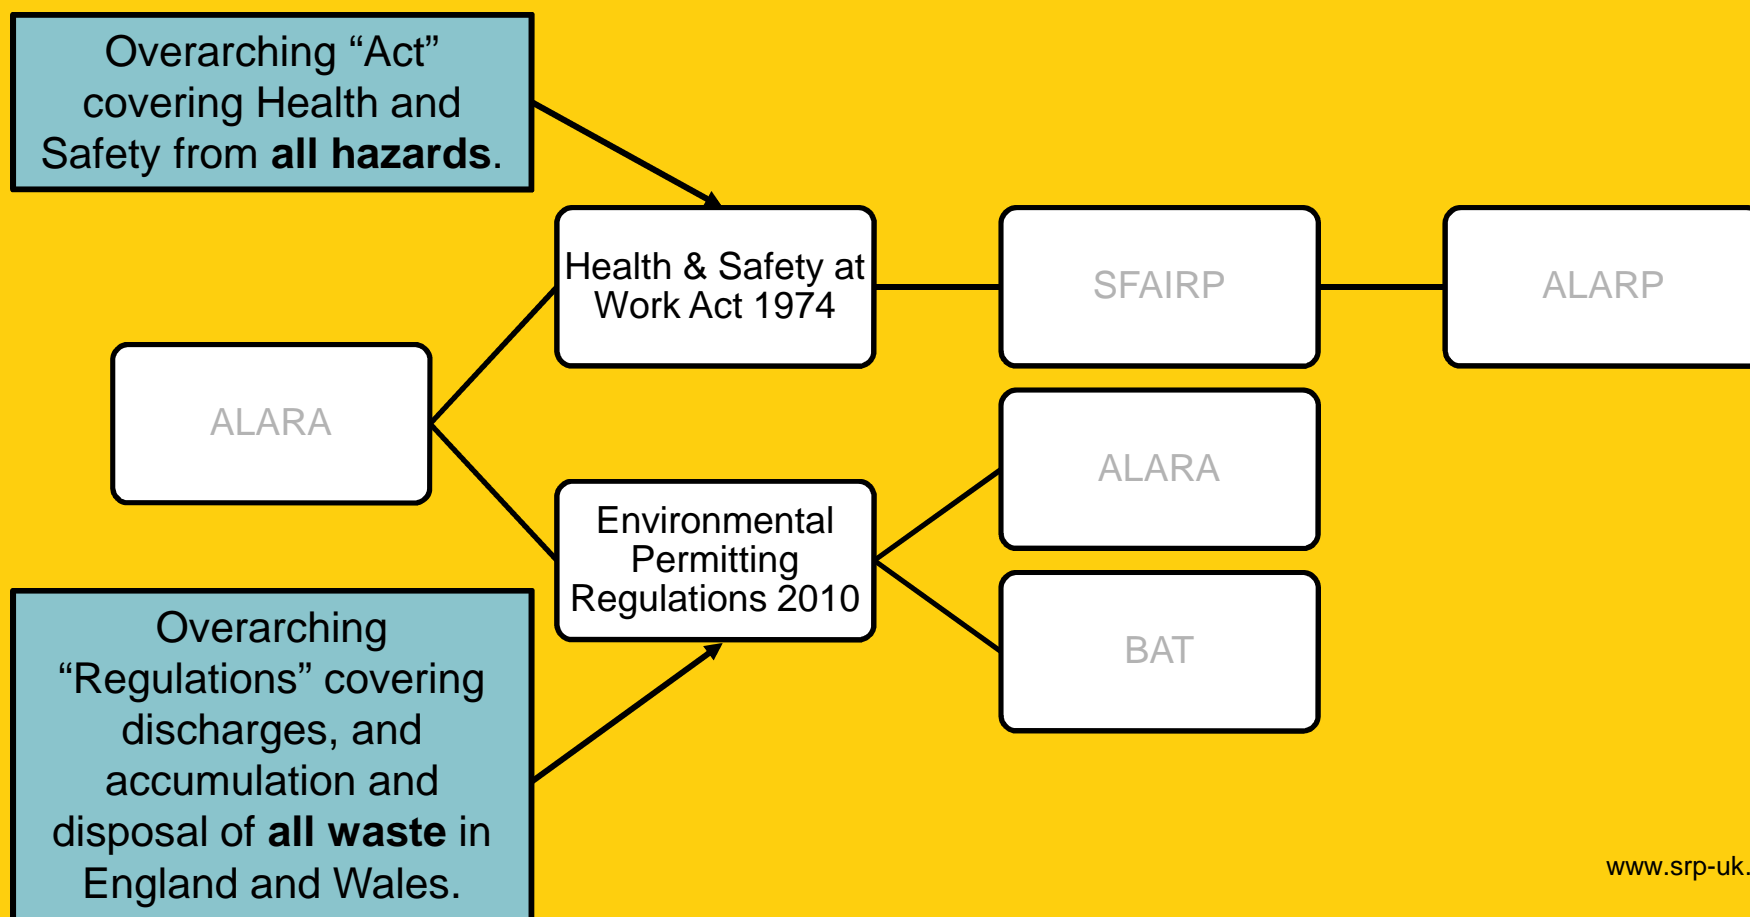 Overarching “Act”
covering Health and
Safety from all hazards.
Health & Safety at
Work Act 1974
SFAIRP
ALARP
ALARA
ALARA
Environmental
Permitting
Regulations 2010
BAT
Overarching
“Regulations” covering
discharges, and
accumulation and
disposal of all waste in
England and Wales.
www.srp-uk.